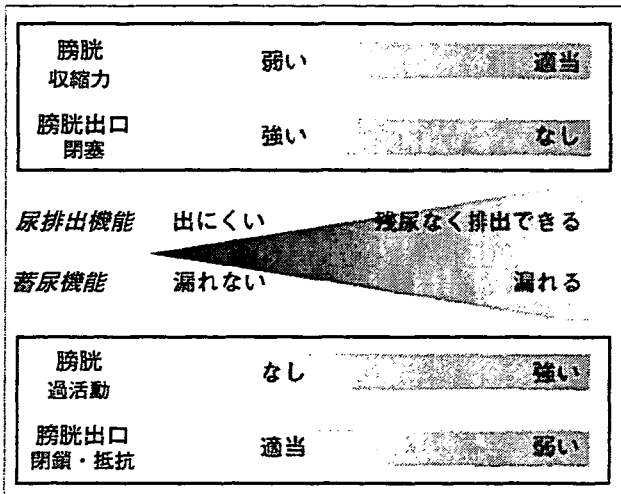 膀胱
収縮力 弱い 適当
膀胱出口
閉塞 強い なし
尿排出機能 出にくい 残尿なく排出できる
蓄尿機能 漏れない 漏れる
膀胱
過活動 なし 強い
膀胱出口
閉鎖・抵抗 適当 弱い